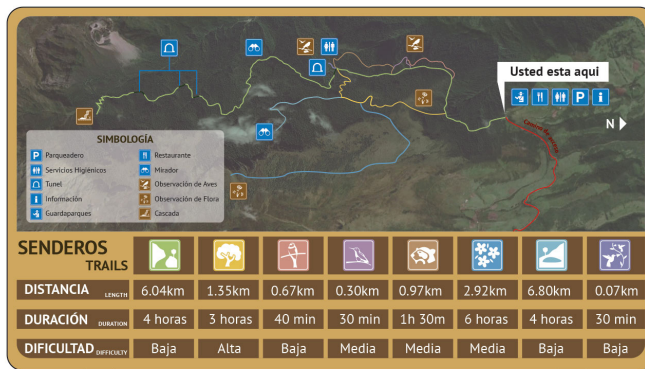 Usted esta aqui
P
i
N
Camino de acceso
SIMBOLOGÍA
P Parqueadero
Servicios Higiénicos
Tunel
i Información
Guardaparques
Restaurante
Mirador
Observación de Aves
Observación de Flora
Cascada
SENDEROS
TRAILS
DISTANCIA LENGTH 6.04km 1.35km 0.67km 0.30km 0.97km 2.92km 6.80km 0.07km
DURACIÓN DURATION 4 horas 3 horas 40 min 30 min 1h 30m 6 horas 4 horas 30 min
DIFICULTAD DIFFICULTY Baja Alta Baja Media Media Media Baja Baja